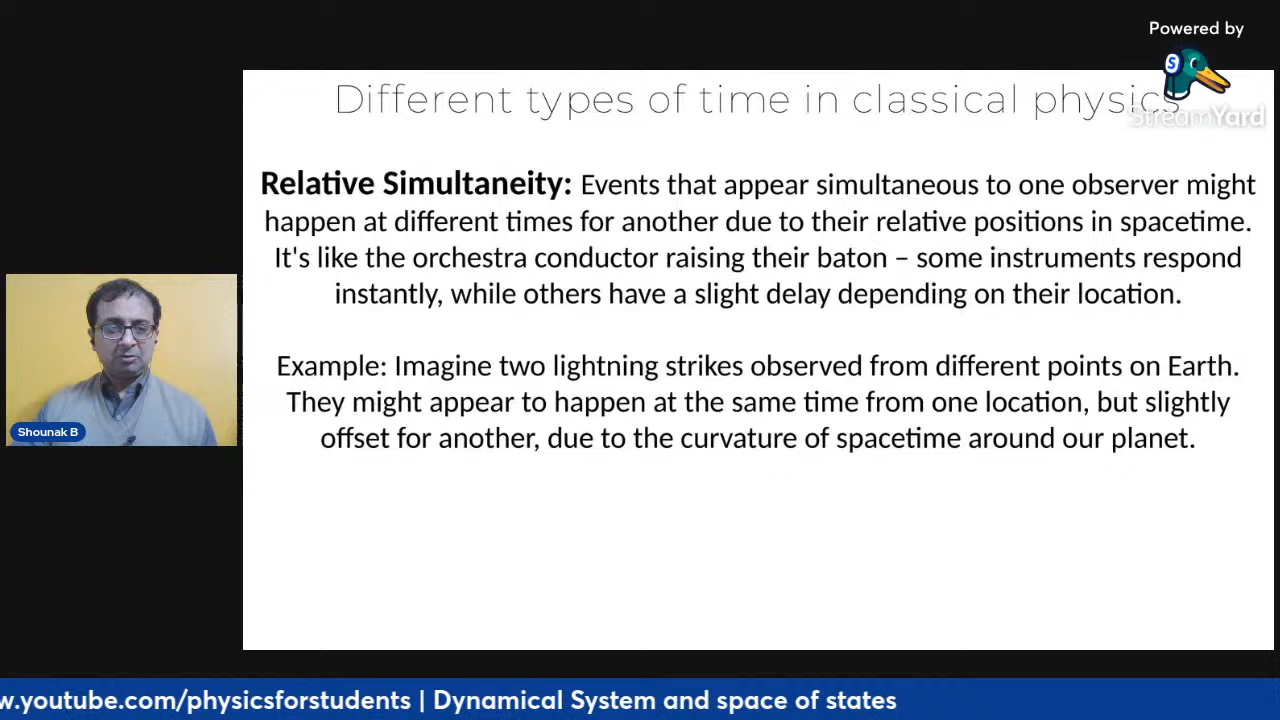 Powered by
S
StreamYard
Different types of time in classical physics
Relative Simultaneity: Events that appear simultaneous to one observer might
happen at different times for another due to their relative positions in spacetime.
It's like the orchestra conductor raising their baton – some instruments respond
instantly, while others have a slight delay depending on their location.
Example: Imagine two lightning strikes observed from different points on Earth.
They might appear to happen at the same time from one location, but slightly
offset for another, due to the curvature of spacetime around our planet.
Shounak B
w.youtube.com/physicsforstudents | Dynamical System and space of states